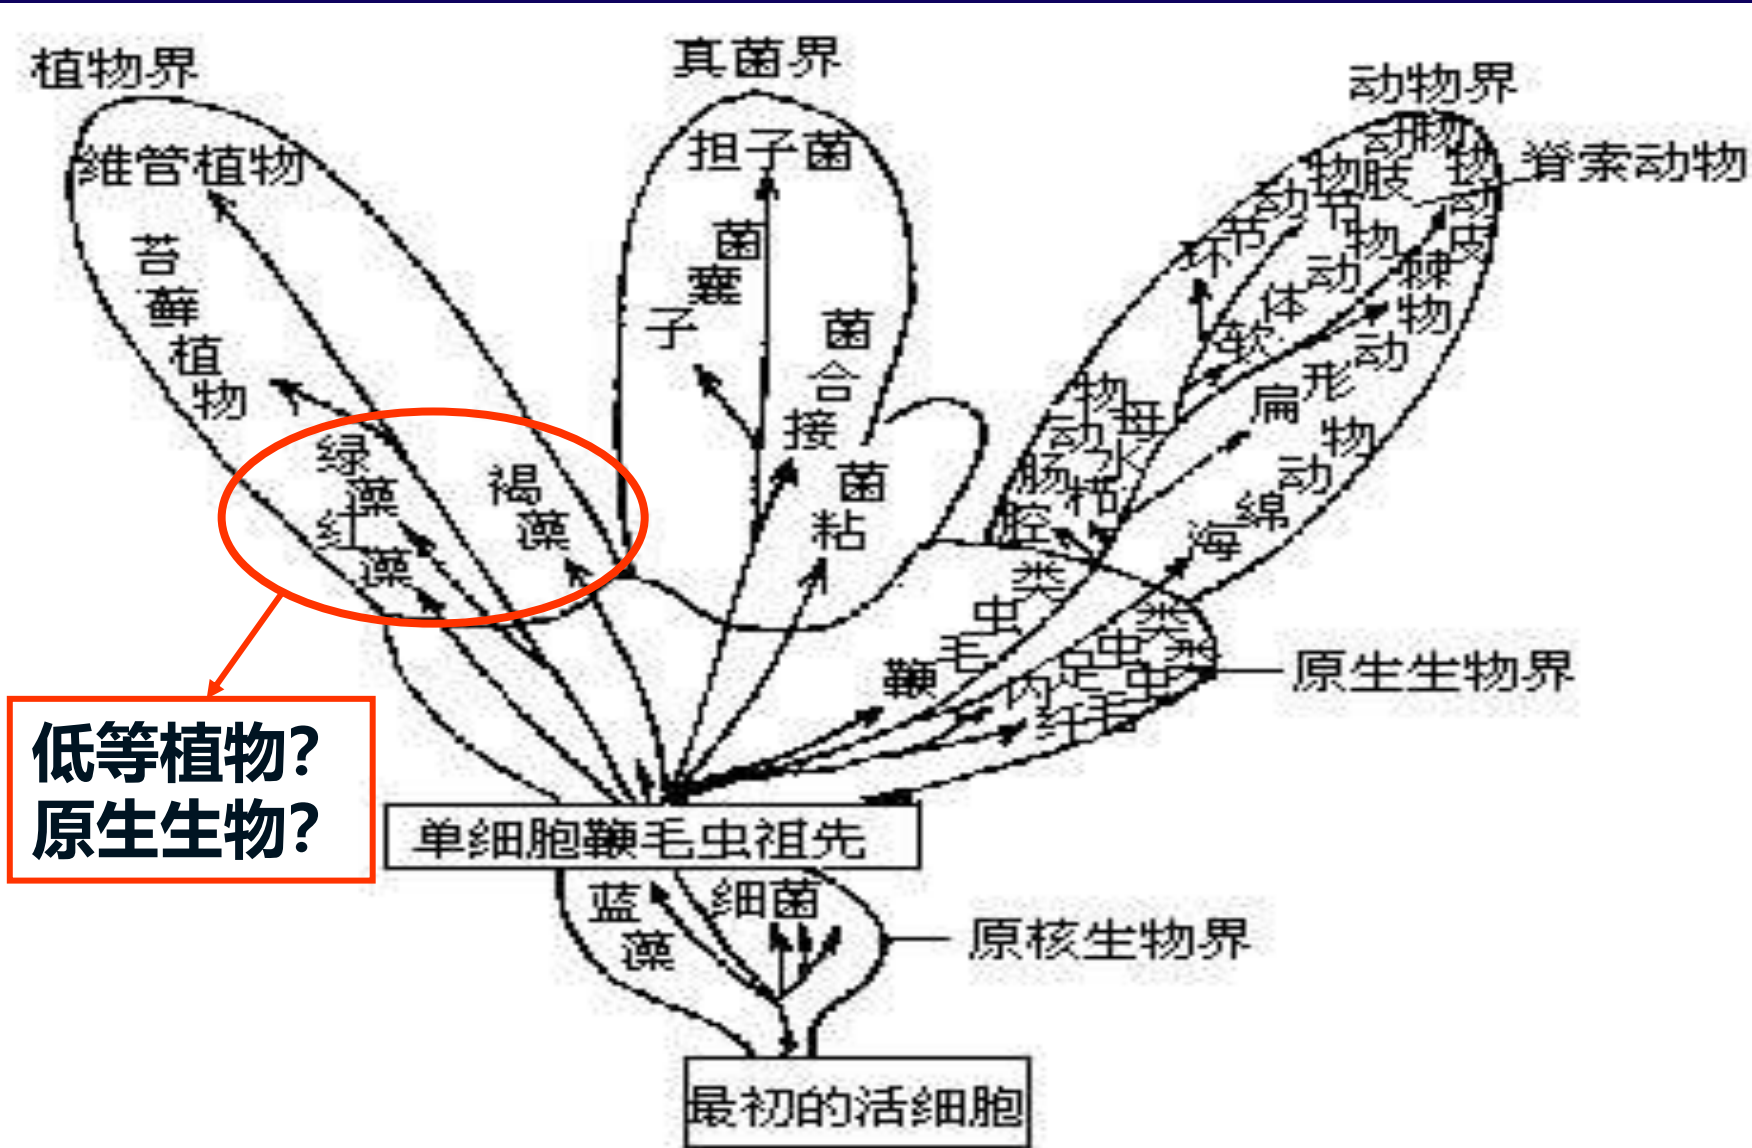 植物界
真菌界
动物界
维管植物
苔藓植物
绿藻
红藻
褐藻
担子菌
子囊菌
接合菌
粘菌
脊索动物
节肢动物
环节动物
软体动物
棘皮动物
扁形动物
腔肠动物
栉水母
海绵动物
鞭毛虫类
内足虫类
纤毛虫类
原生生物界
低等植物?
原生生物?
单细胞鞭毛虫祖先
蓝藻
细菌
原核生物界
最初的活细胞